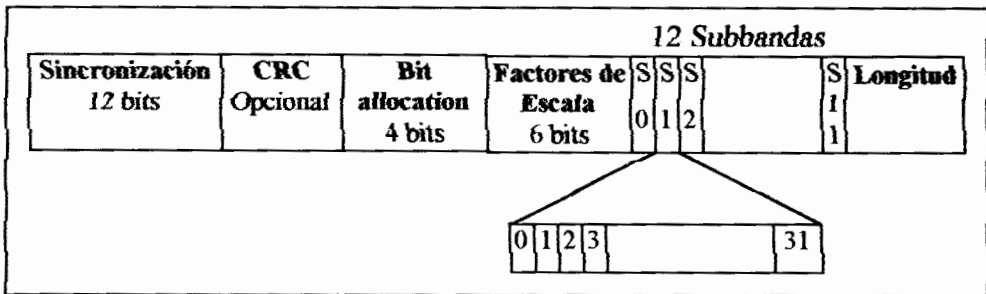 12 Subbandas
Sincronización
12 bits
CRC
Opcional
Bit
allocation
4 bits
Factores de
Escala
6 bits
S
0
S
1
S
2
S
1
1
Longitud
0
1
2
3
31